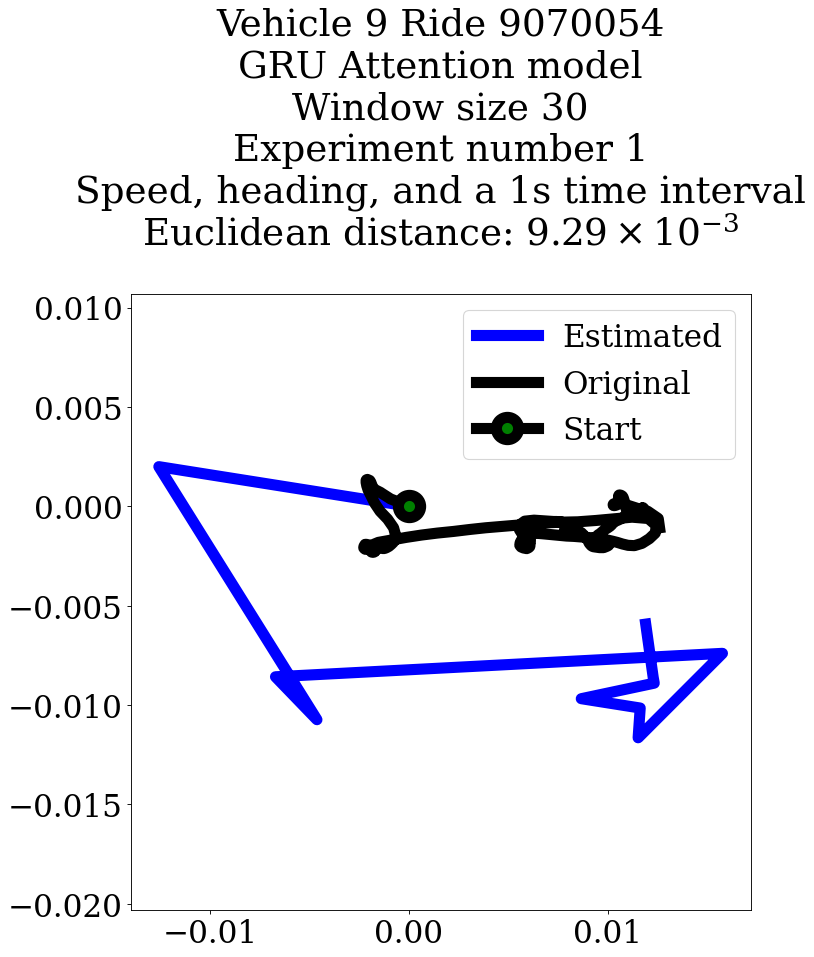 Vehicle 9 Ride 9070054
GRU Attention model
Window size 30
Experiment number 1
Speed, heading, and a 1s time interval
Euclidean distance: 9.29 × 10⁻³
0.010
0.005
0.000
−0.005
−0.010
−0.015
−0.020
Estimated
Original
Start
−0.01
0.00
0.01